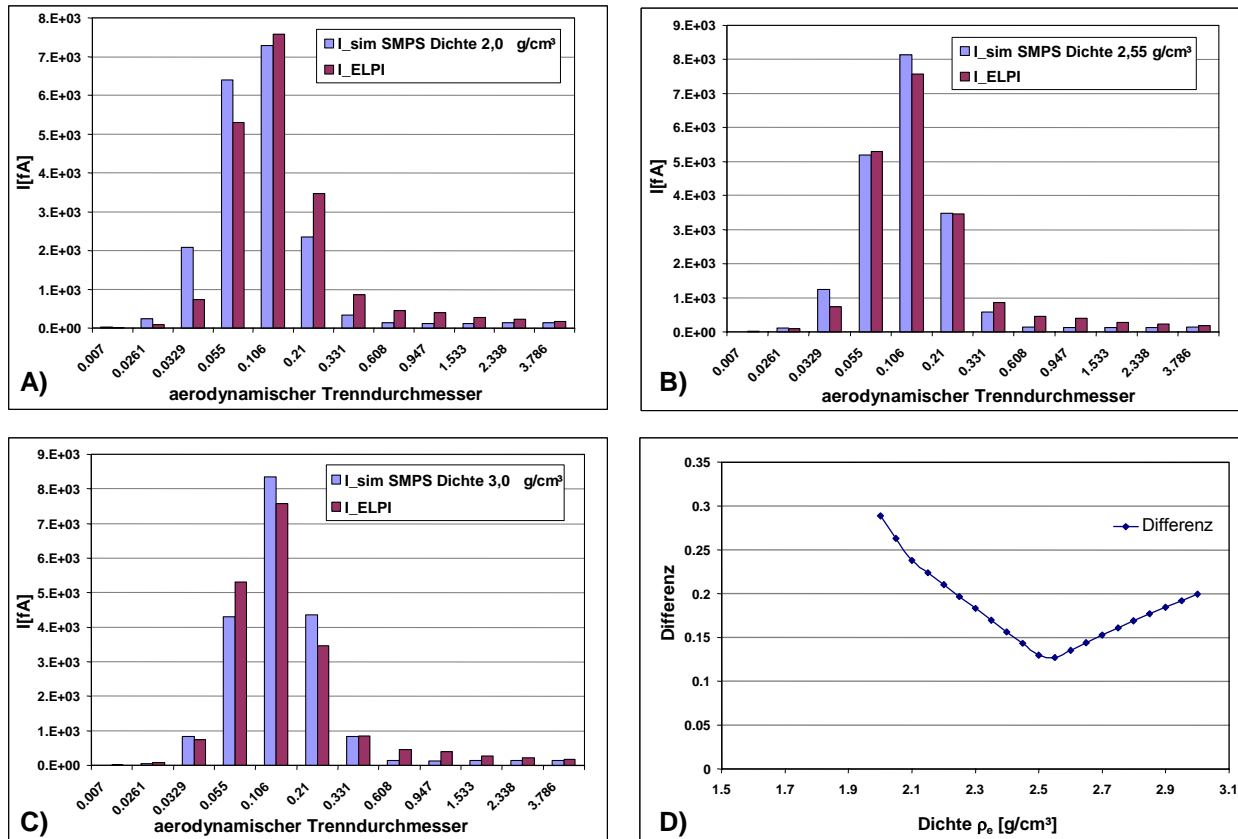 8.E+03
7.E+03
6.E+03
5.E+03
4.E+03
3.E+03
2.E+03
1.E+03
0.E+00
I[fA]
I_sim SMPS Dichte 2,0 g/cm³
I_ELPI
0.007
0.0261
0.0329
0.055
0.106
0.21
0.331
0.608
0.947
1.533
2.338
3.786
aerodynamischer Trenndurchmesser
A)
9.E+03
8.E+03
7.E+03
6.E+03
5.E+03
4.E+03
3.E+03
2.E+03
1.E+03
0.E+00
I[fA]
I_sim SMPS Dichte 2,55 g/cm³
I_ELPI
0.007
0.0261
0.0329
0.055
0.106
0.21
0.331
0.608
0.947
1.533
2.338
3.786
aerodynamischer Trenndurchmesser
B)
9.E+03
8.E+03
7.E+03
6.E+03
5.E+03
4.E+03
3.E+03
2.E+03
1.E+03
0.E+00
I[fA]
I_sim SMPS Dichte 3,0 g/cm³
I_ELPI
0.007
0.0261
0.0329
0.055
0.106
0.21
0.331
0.608
0.947
1.533
2.338
3.786
aerodynamischer Trenndurchmesser
C)
0.35
0.3
0.25
0.2
0.15
0.1
0.05
0
Differenz
Differenz
1.5
1.7
1.9
2.1
2.3
2.5
2.7
2.9
3.1
Dichte ρe [g/cm³]
D)